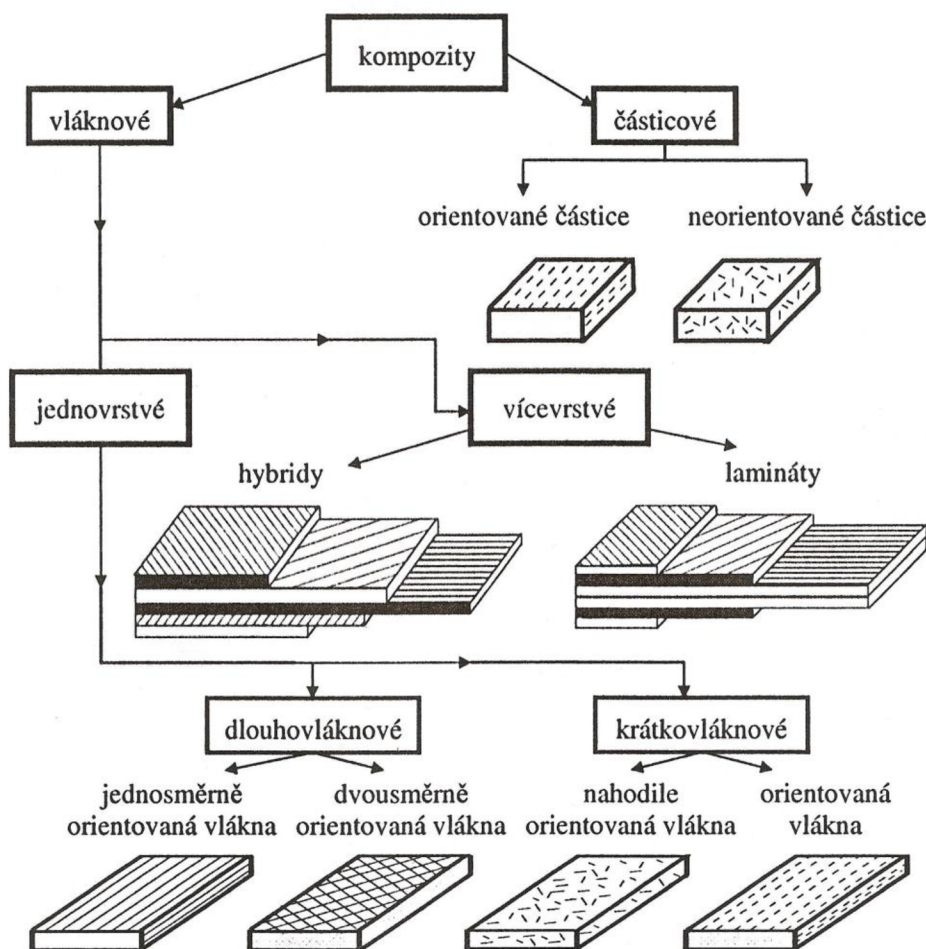 kompozity
vláknové
částicové
orientované částice
neorientované částice
jednovrstvé
vícevrstvé
hybridy
lamináty
dlouhovláknové
krátkovláknové
jednosměrně
orientovaná vlákna
dvousměrně
orientovaná vlákna
nahodile
orientovaná vlákna
orientovaná
vlákna